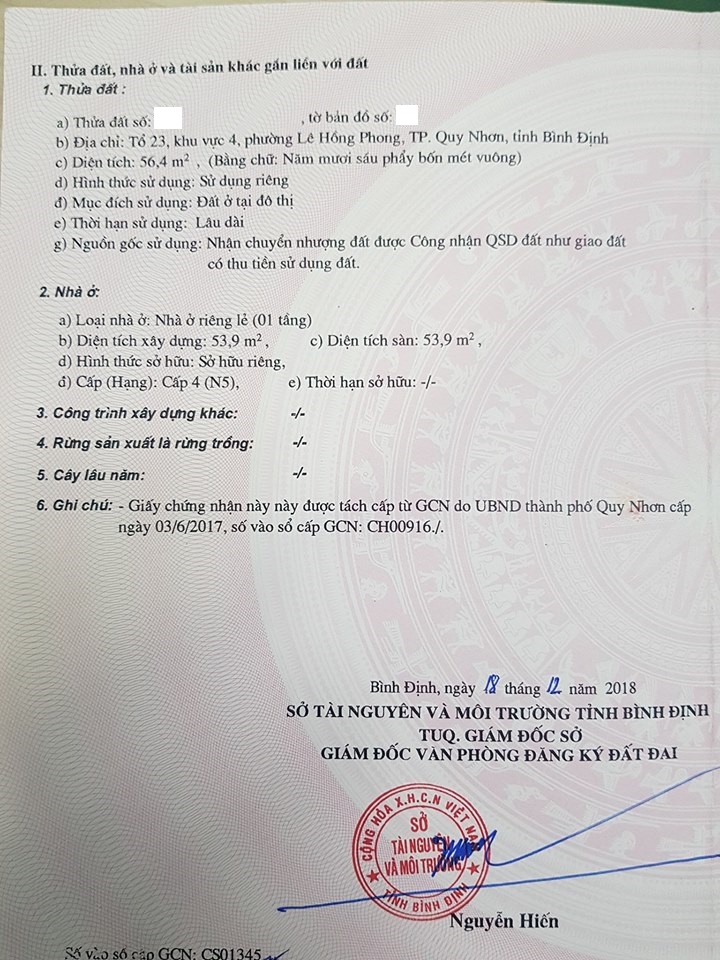 II. Thửa đất, nhà ở và tài sản khác gắn liền với đất
1. Thửa đất :
a) Thửa đất số: , tờ bản đồ số:
b) Địa chỉ: Tổ 23, khu vực 4, phường Lê Hồng Phong, TP. Quy Nhơn, tỉnh Bình Định
c) Diện tích: 56,4 m² , (Bằng chữ: Năm mươi sáu phẩy bốn mét vuông)
d) Hình thức sử dụng: Sử dụng riêng
đ) Mục đích sử dụng: Đất ở tại đô thị
e) Thời hạn sử dụng: Lâu dài
g) Nguồn gốc sử dụng: Nhận chuyển nhượng đất được Công nhận QSD đất như giao đất
có thu tiền sử dụng đất.
2. Nhà ở:
a) Loại nhà ở: Nhà ở riêng lẻ (01 tầng)
b) Diện tích xây dựng: 53,9 m² , c) Diện tích sàn: 53,9 m² ,
d) Hình thức sở hữu: Sở hữu riêng,
đ) Cấp (Hạng): Cấp 4 (N5), e) Thời hạn sở hữu: -/-
3. Công trình xây dựng khác: -/-
4. Rừng sản xuất là rừng trồng: -/-
5. Cây lâu năm: -/-
6. Ghi chú: - Giấy chứng nhận này này được tách cấp từ GCN do UBND thành phố Quy Nhơn cấp
ngày 03/6/2017, số vào sổ cấp GCN: CH00916./.
Bình Định, ngày 18 tháng 12 năm 2018
SỞ TÀI NGUYÊN VÀ MÔI TRƯỜNG TỈNH BÌNH ĐỊNH
TUQ. GIÁM ĐỐC SỞ
GIÁM ĐỐC VĂN PHÒNG ĐĂNG KÝ ĐẤT ĐAI
CỘNG HÒA X.H.C.N VIỆT NAM
SỞ
TÀI NGUYÊN
VÀ MÔI TRƯỜNG
TỈNH BÌNH ĐỊNH
Nguyễn Hiến
Số vào sổ cấp GCN: CS01345